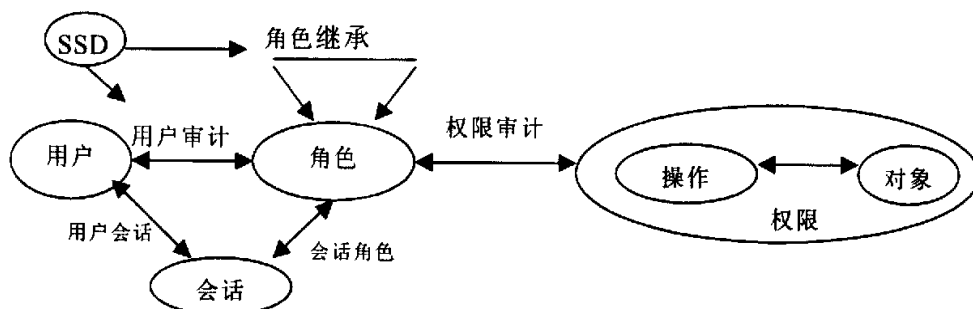 SSD
角色继承
用户
用户审计
角色
权限审计
操作
对象
权限
用户会话
会话角色
会话